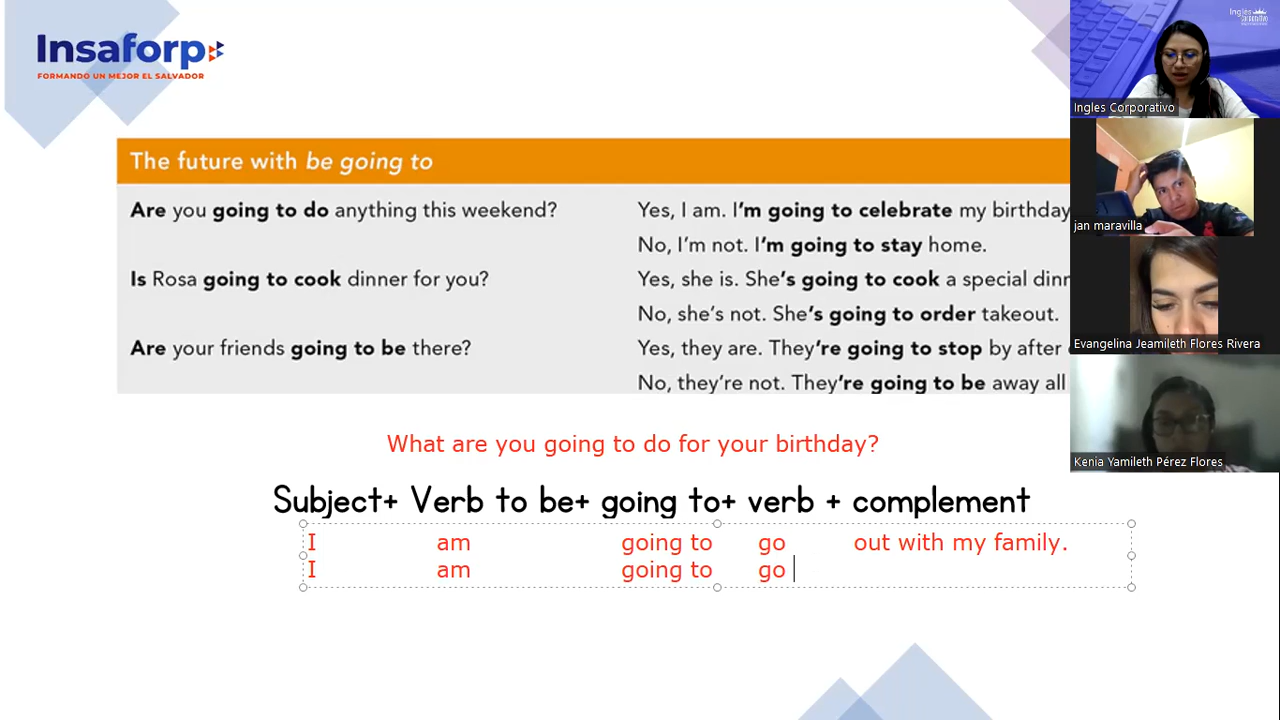 Insaforp
FORMANDO UN MEJOR EL SALVADOR
The future with be going to
Are you going to do anything this weekend?
Yes, I am. I'm going to celebrate my birthday
No, I'm not. I'm going to stay home.
Is Rosa going to cook dinner for you?
Yes, she is. She's going to cook a special dinn
No, she's not. She's going to order takeout.
Are your friends going to be there?
Yes, they are. They're going to stop by after
No, they're not. They're going to be away all
What are you going to do for your birthday?
Subject+ Verb to be+ going to+ verb + complement
I am going to go out with my family.
I am going to go
Ingles Corporativo
jan maravilla
Evangelina Jeamileth Flores Rivera
Kenia Yamileth Pérez Flores